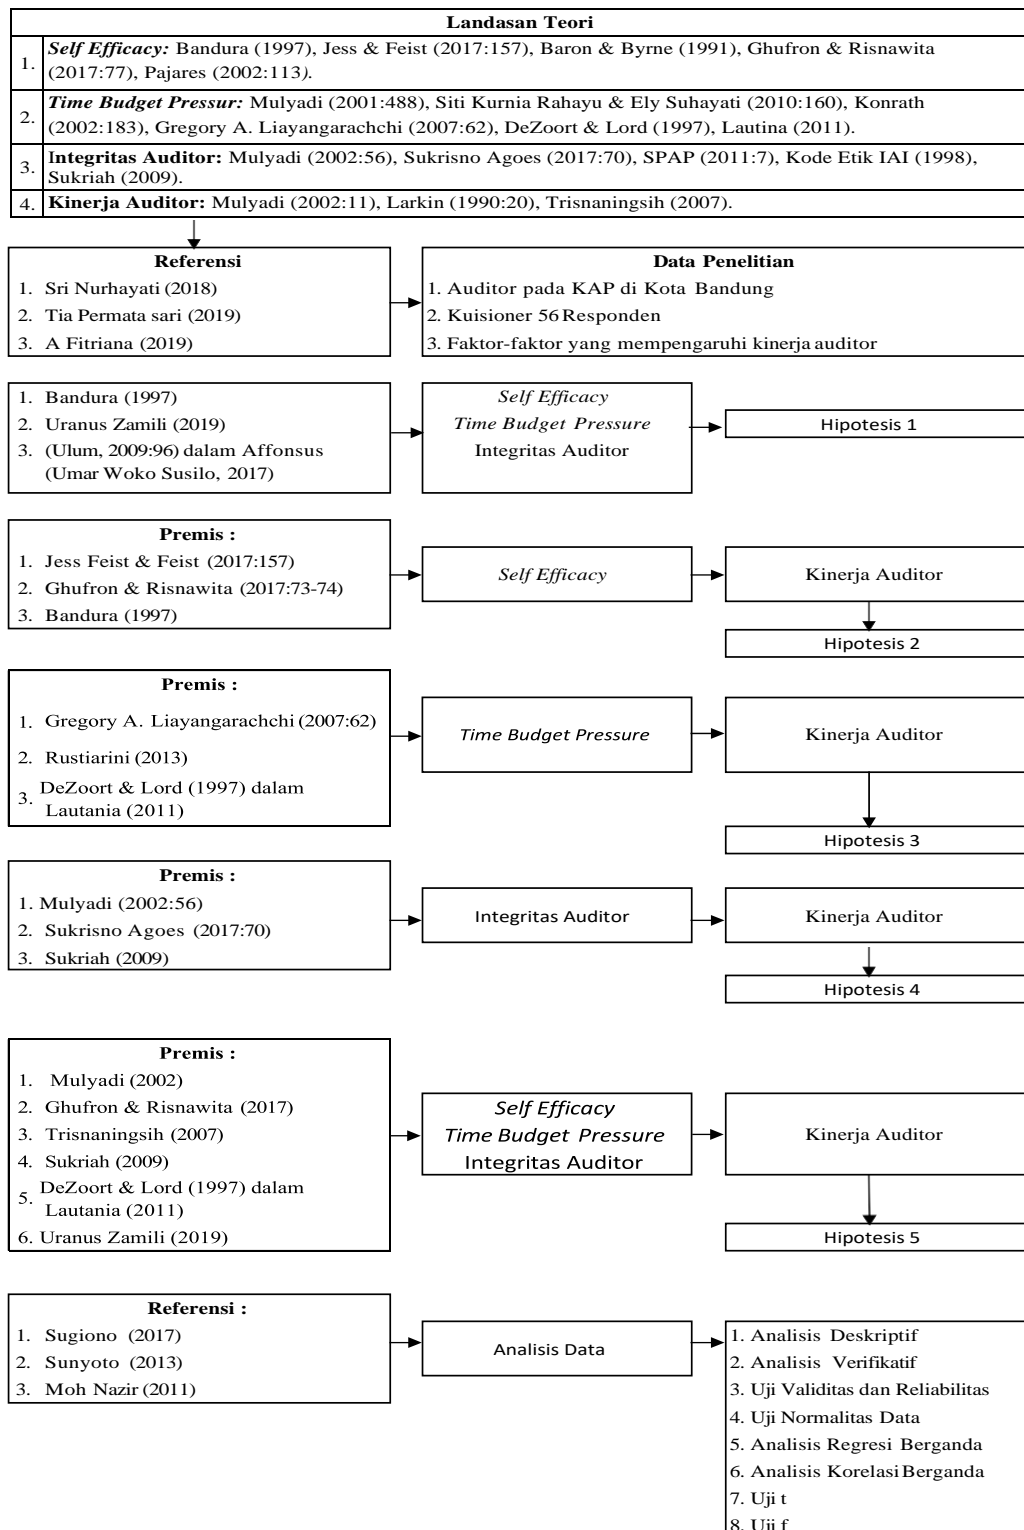 Landasan Teori
1. Self Efficacy: Bandura (1997), Jess & Feist (2017:157), Baron & Byrne (1991), Ghufron & Risnawita
(2017:77), Pajares (2002:113).
2. Time Budget Pressur: Mulyadi (2001:488), Siti Kurnia Rahayu & Ely Suhayati (2010:160), Konrath
(2002:183), Gregory A. Liayangarachchi (2007:62), DeZoort & Lord (1997), Lautina (2011).
3. Integritas Auditor: Mulyadi (2002:56), Sukrisno Agoes (2017:70), SPAP (2011:7), Kode Etik IAI (1998),
Sukriah (2009).
4. Kinerja Auditor: Mulyadi (2002:11), Larkin (1990:20), Trisnaningsih (2007).
Referensi
1. Sri Nurhayati (2018)
2. Tia Permata sari (2019)
3. A Fitriana (2019)
Data Penelitian
1. Auditor pada KAP di Kota Bandung
2. Kuisioner 56 Responden
3. Faktor-faktor yang mempengaruhi kinerja auditor
1. Bandura (1997)
2. Uranus Zamili (2019)
3. (Ulum, 2009:96) dalam Affonsus
(Umar Woko Susilo, 2017)
Self Efficacy
Time Budget Pressure
Integritas Auditor
Hipotesis 1
Premis :
1. Jess Feist & Feist (2017:157)
2. Ghufron & Risnawita (2017:73-74)
3. Bandura (1997)
Self Efficacy
Kinerja Auditor
Hipotesis 2
Premis :
1. Gregory A. Liayangarachchi (2007:62)
2. Rustiarini (2013)
3. DeZoort & Lord (1997) dalam
Lautania (2011)
Time Budget Pressure
Kinerja Auditor
Hipotesis 3
Premis :
1. Mulyadi (2002:56)
2. Sukrisno Agoes (2017:70)
3. Sukriah (2009)
Integritas Auditor
Kinerja Auditor
Hipotesis 4
Premis :
1. Mulyadi (2002)
2. Ghufron & Risnawita (2017)
3. Trisnaningsih (2007)
4. Sukriah (2009)
5. DeZoort & Lord (1997) dalam
Lautania (2011)
6. Uranus Zamili (2019)
Self Efficacy
Time Budget Pressure
Integritas Auditor
Kinerja Auditor
Hipotesis 5
Referensi :
1. Sugiono (2017)
2. Sunyoto (2013)
3. Moh Nazir (2011)
Analisis Data
1. Analisis Deskriptif
2. Analisis Verifikatif
3. Uji Validitas dan Reliabilitas
4. Uji Normalitas Data
5. Analisis Regresi Berganda
6. Analisis Korelasi Berganda
7. Uji t
8. Uji f